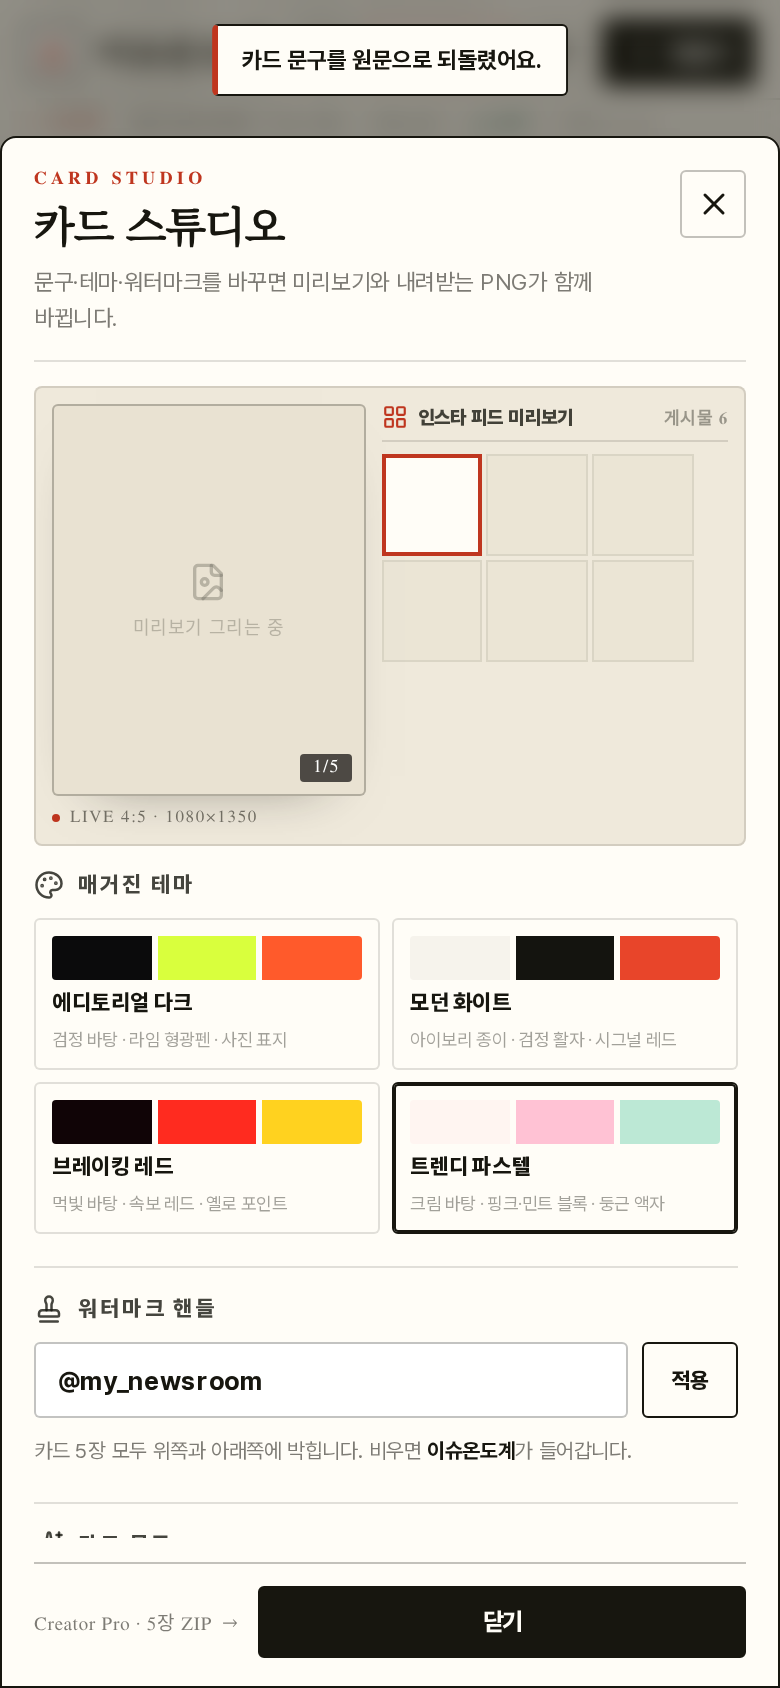 카드 문구를 원문으로 되돌렸어요.
CARD STUDIO
카드 스튜디오
문구·테마·워터마크를 바꾸면 미리보기와 내려받는 PNG가 함께
바뀝니다.
인스타 피드 미리보기
게시물 6
미리보기 그리는 중
1/5
LIVE 4:5 · 1080×1350
매거진 테마
에디토리얼 다크
검정 바탕 · 라임 형광펜 · 사진 표지
모던 화이트
아이보리 종이 · 검정 활자 · 시그널 레드
브레이킹 레드
먹빛 바탕 · 속보 레드 · 옐로 포인트
트렌디 파스텔
크림 바탕 · 핑크·민트 블록 · 둥근 액자
워터마크 핸들
@my_newsroom
적용
카드 5장 모두 위쪽과 아래쪽에 박힙니다. 비우면 이슈온도계가 들어갑니다.
Creator Pro · 5장 ZIP →
닫기